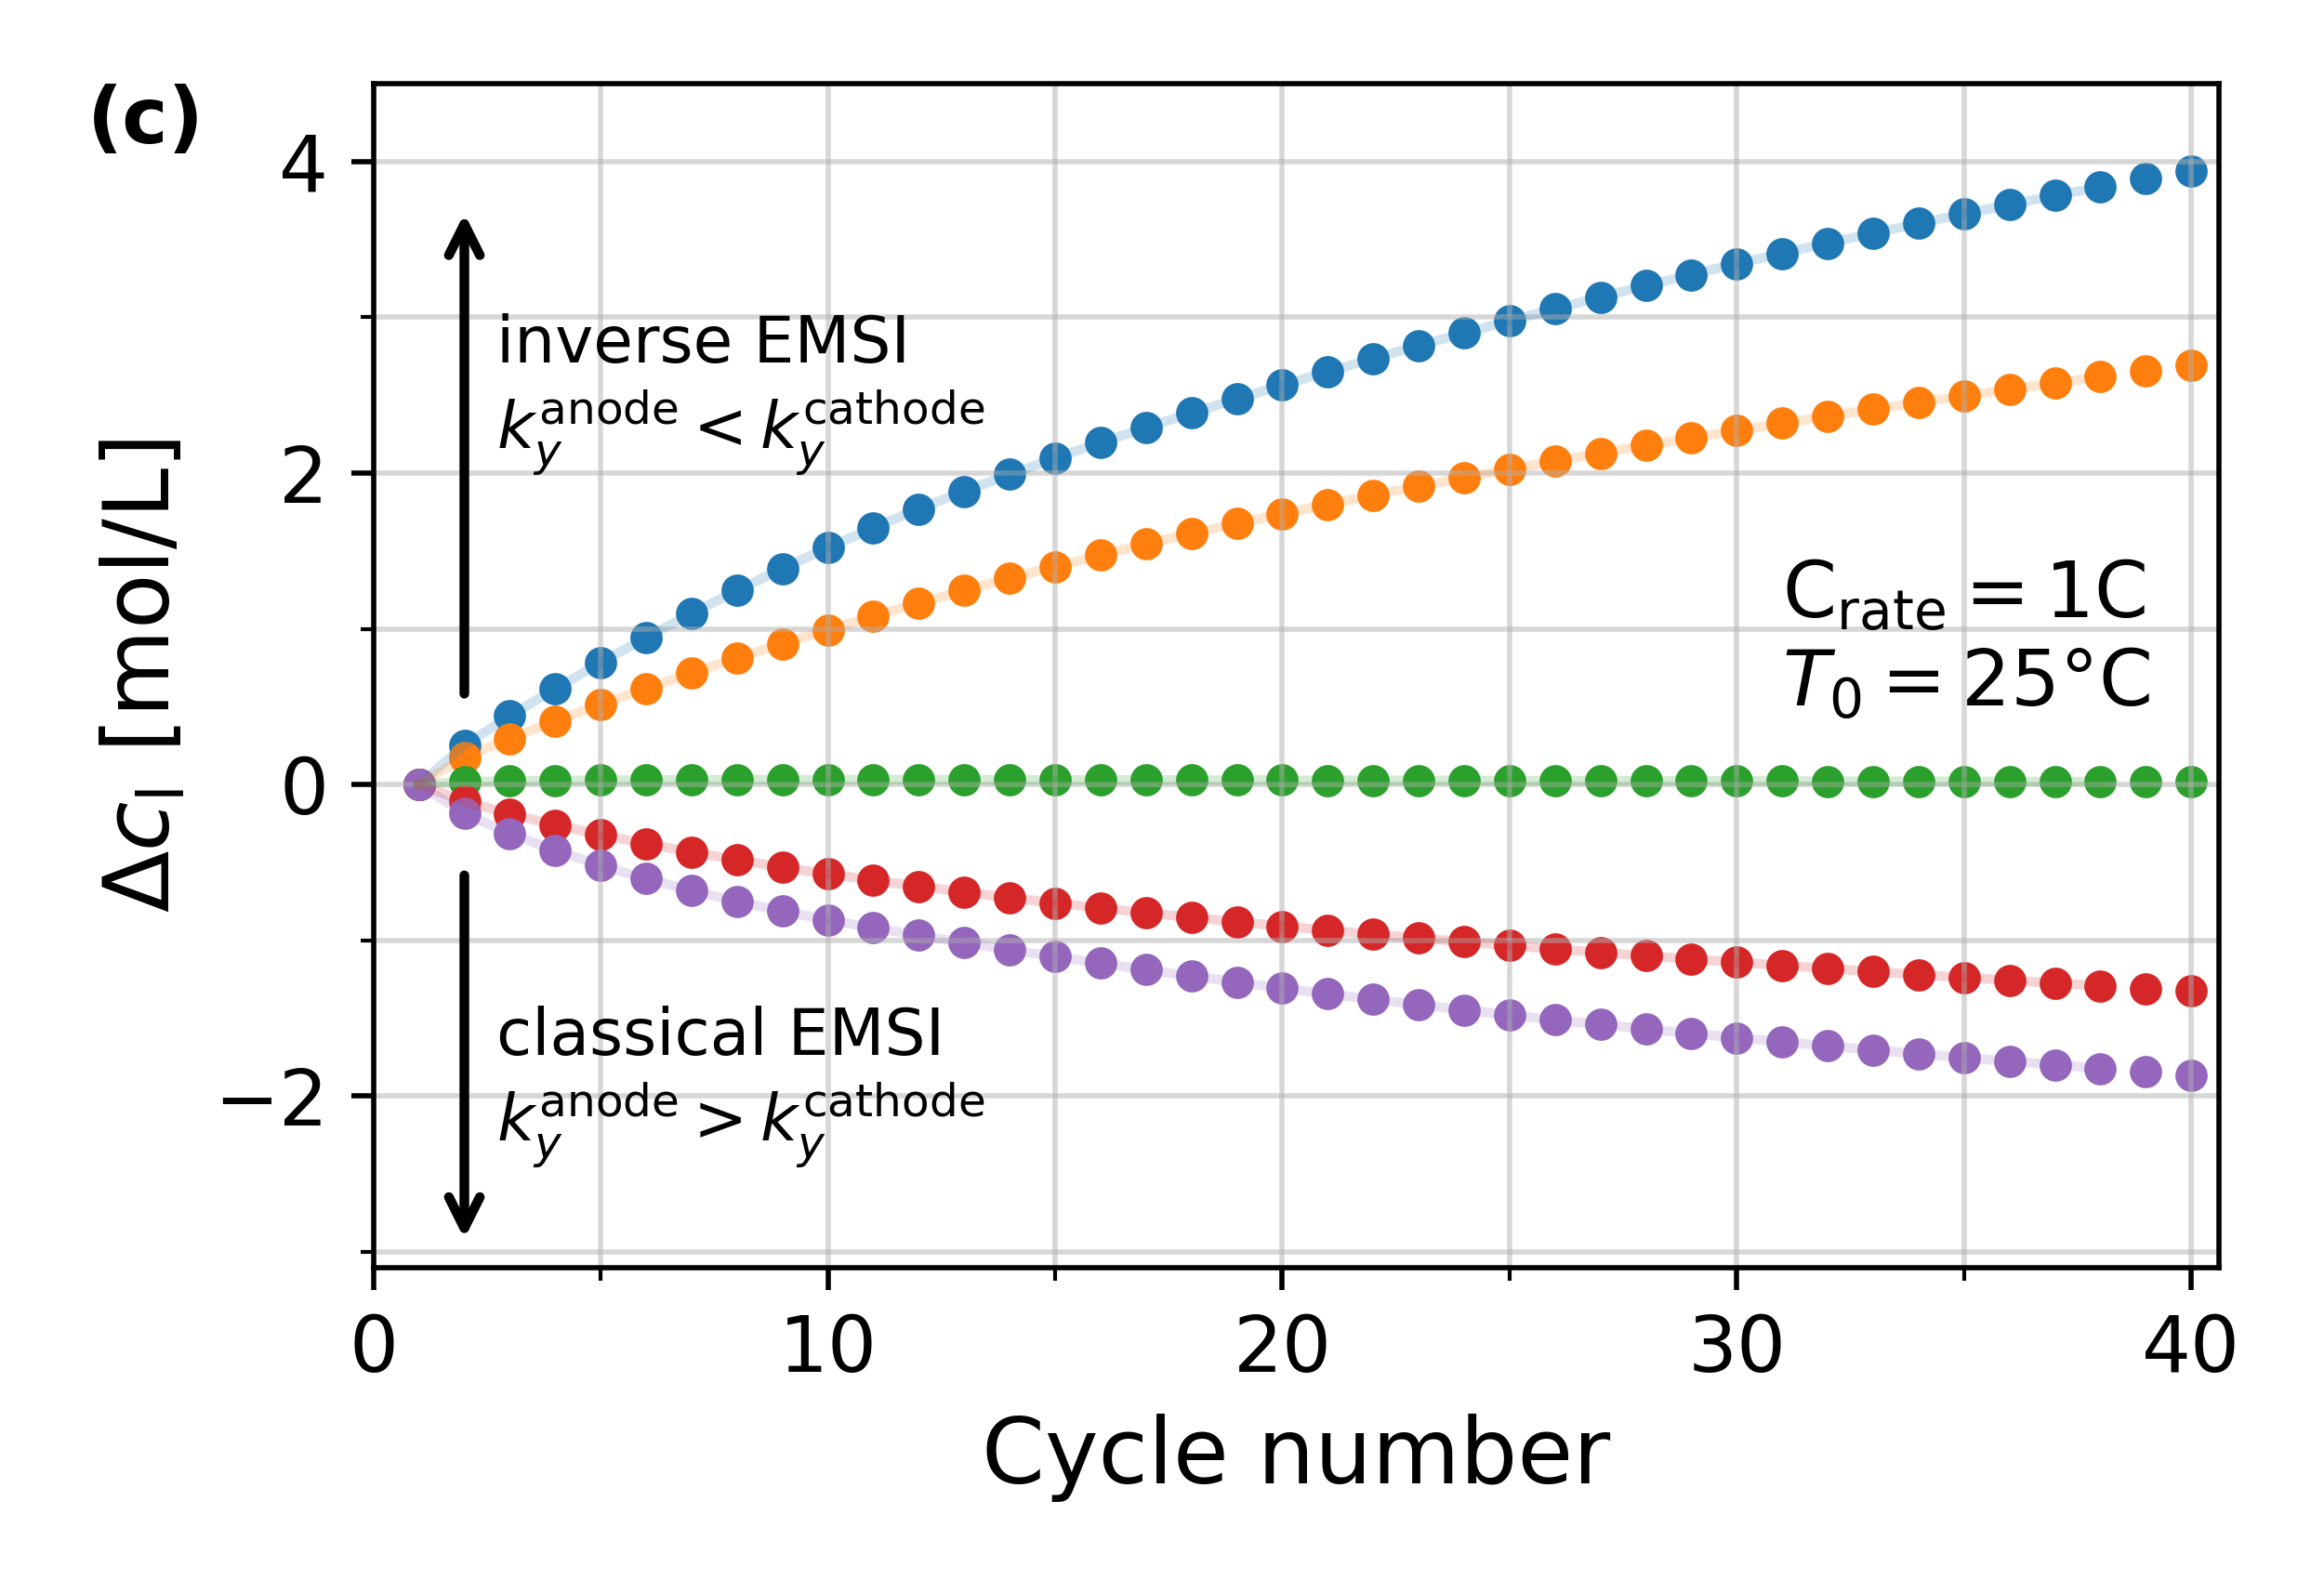 (c)
4
2
0
−2
Δc_l [mol/L]
inverse EMSI
k_y^anode < k_y^cathode
C_rate = 1C
T_0 = 25°C
classical EMSI
k_y^anode > k_y^cathode
0 10 20 30 40
Cycle number